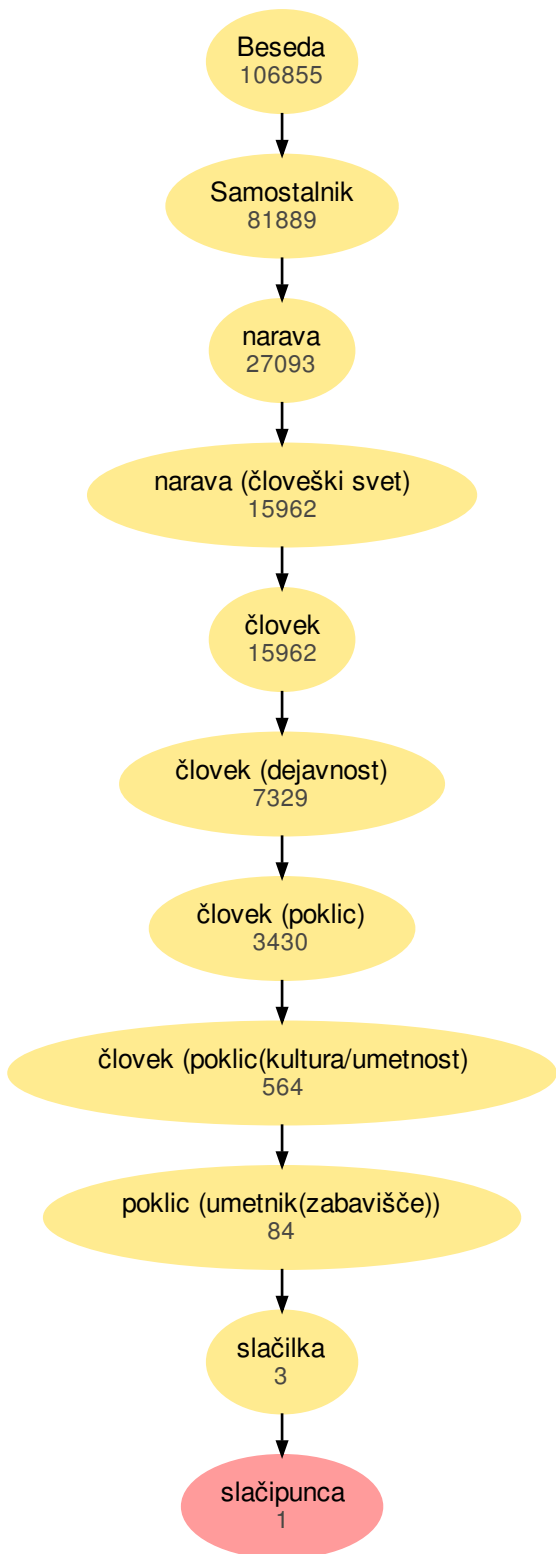 Beseda
106855
Samostalnik
81889
narava
27093
narava (človeški svet)
15962
človek
15962
človek (dejavnost)
7329
človek (poklic)
3430
človek (poklic(kultura/umetnost)
564
poklic (umetnik(zabavišče))
84
slačilka
3
slačipunca
1